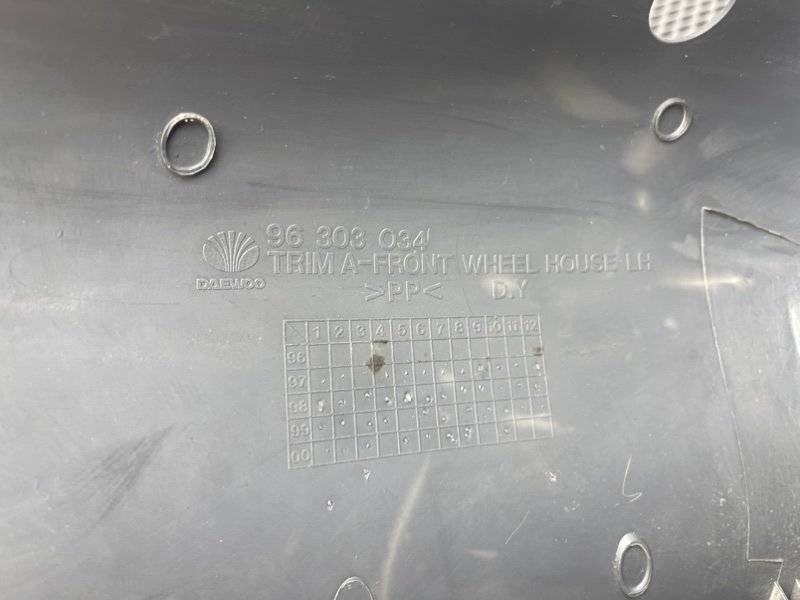 96 303 034
DAEWOO
TRIM A-FRONT WHEEL HOUSE LH
>PP< D.Y
1 2 3 4 5 6 7 8 9 10 11 12
96
97
98
99
00